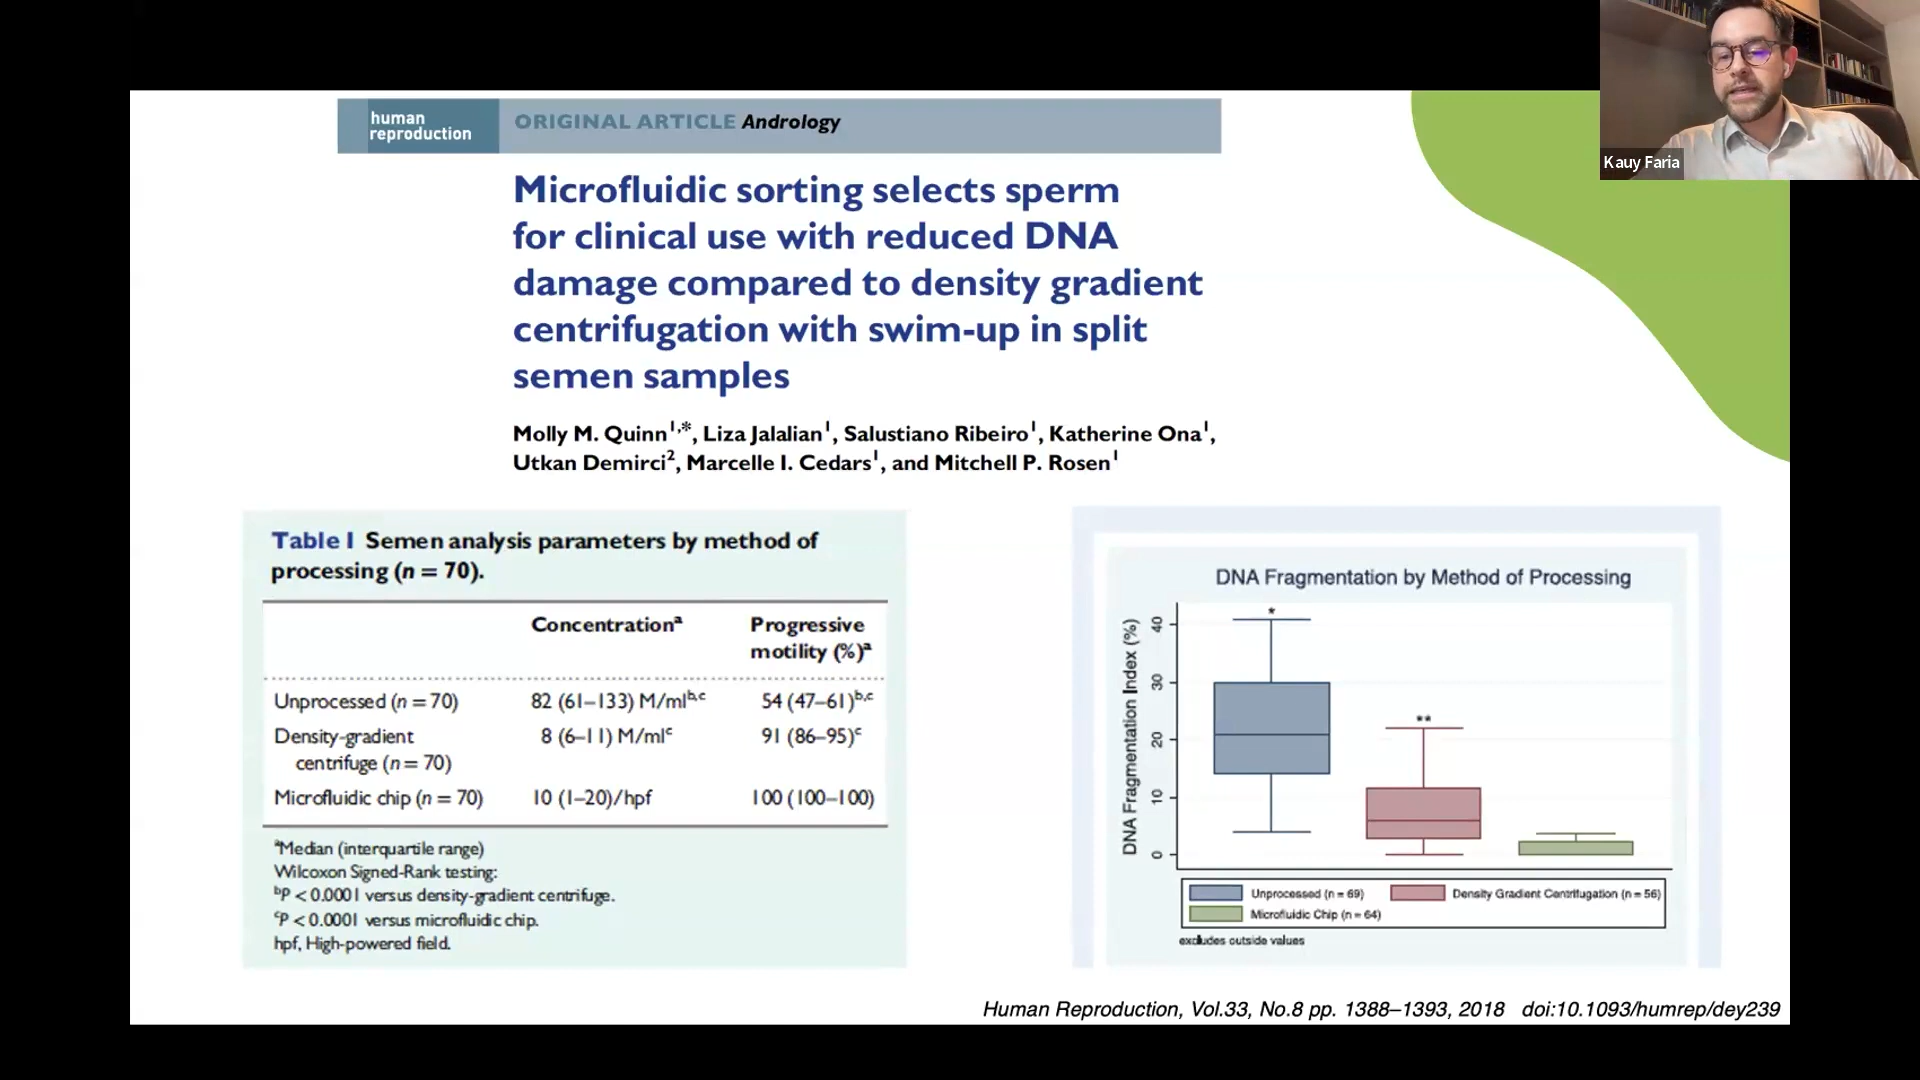 Kauy Faria
human
reproduction
ORIGINAL ARTICLE Andrology
Microfluidic sorting selects sperm
for clinical use with reduced DNA
damage compared to density gradient
centrifugation with swim-up in split
semen samples
Molly M. Quinn1,*, Liza Jalalian1, Salustiano Ribeiro1, Katherine Ona1,
Utkan Demirci2, Marcelle I. Cedars1, and Mitchell P. Rosen1
Table I Semen analysis parameters by method of
processing (n = 70).
Concentrationa Progressive
motility (%)a
Unprocessed (n = 70) 82 (61–133) M/mlb,c 54 (47–61)b,c
Density-gradient 8 (6–11) M/mlc 91 (86–95)c
centrifuge (n = 70)
Microfluidic chip (n = 70) 10 (1–20)/hpf 100 (100–100)
aMedian (interquartile range)
Wilcoxon Signed-Rank testing:
bP < 0.0001 versus density-gradient centrifuge.
cP < 0.0001 versus microfluidic chip.
hpf, High-powered field.
DNA Fragmentation by Method of Processing
DNA Fragmentation Index (%)
40
30
20
10
0
*
**
Unprocessed (n = 69) Density Gradient Centrifugation (n = 56)
Microfluidic Chip (n = 64)
excludes outside values
Human Reproduction, Vol.33, No.8 pp. 1388–1393, 2018 doi:10.1093/humrep/dey239